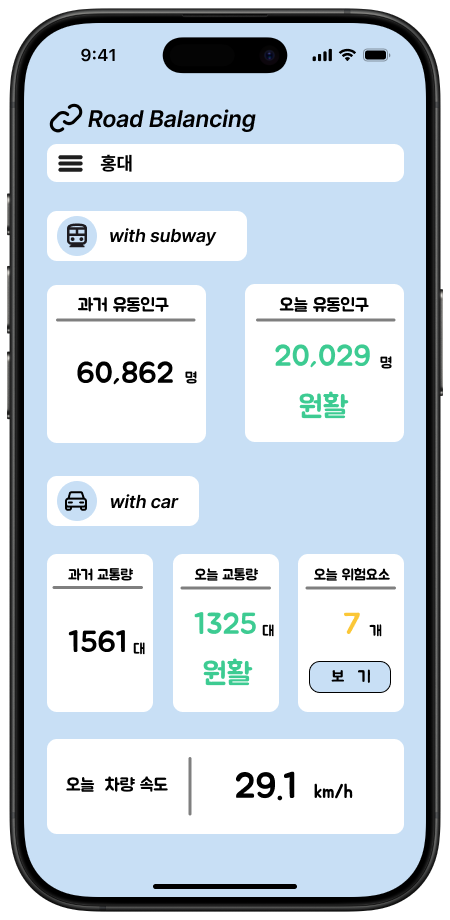 9:41
Road Balancing
홍대
with subway
과거 유동인구
오늘 유동인구
60,862 명
20,029 명
원활
with car
과거 교통량
오늘 교통량
오늘 위험요소
1561 대
1325 대
7 개
원활
보 기
오늘 차량 속도
29.1 km/h